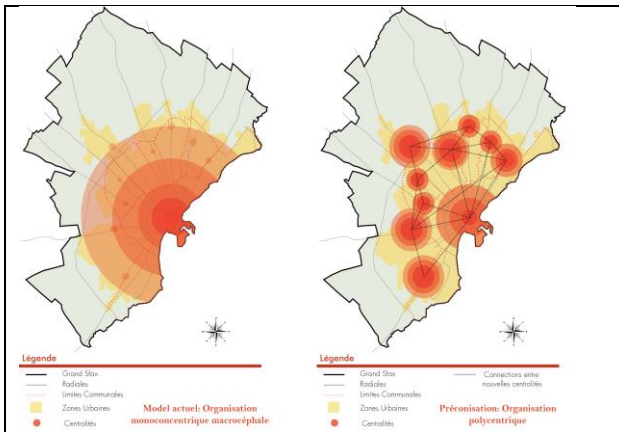 Légende
Grand Sfax
Radiales
Limites Communales
Zones Urbaines
Centralités
Model actuel: Organisation
monoconcentrique macrocéphale
Légende
Grand Sfax
Radiales
Limites Communales
Zones Urbaines
Centralités
Connections entre
nouvelles centralités
Préconisation: Organisation
polycentrique